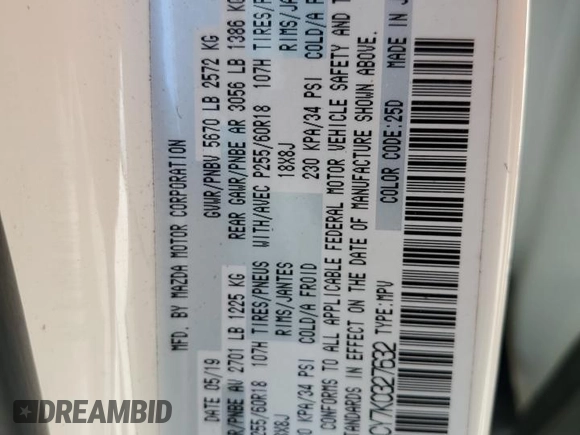 MFD. BY MAZDA MOTOR CORPORATION
DATE 05/19 GVWR/PNBV 5670 LB 2572 KG
2701 LB 1225 KG REAR GAWR/PNBE AR 3056 LB 1386 KG
255/60R18 107H TIRES/PNEUS WITH/AVEC P255/60R18 107H TIRES/
18X8J RIMS/JANTES 18X8J RIMS/
KPA/34 PSI COLD/A FROID 230 KPA/34 PSI COLD/A
CONFORMS TO ALL APPLICABLE FEDERAL MOTOR VEHICLE SAFETY AND
STANDARDS IN EFFECT ON THE DATE OF MANUFACTURE SHOWN ABOVE.
CY7K0327632 TYPE: MPV COLOR CODE: 25D MADE IN
DREAMBID